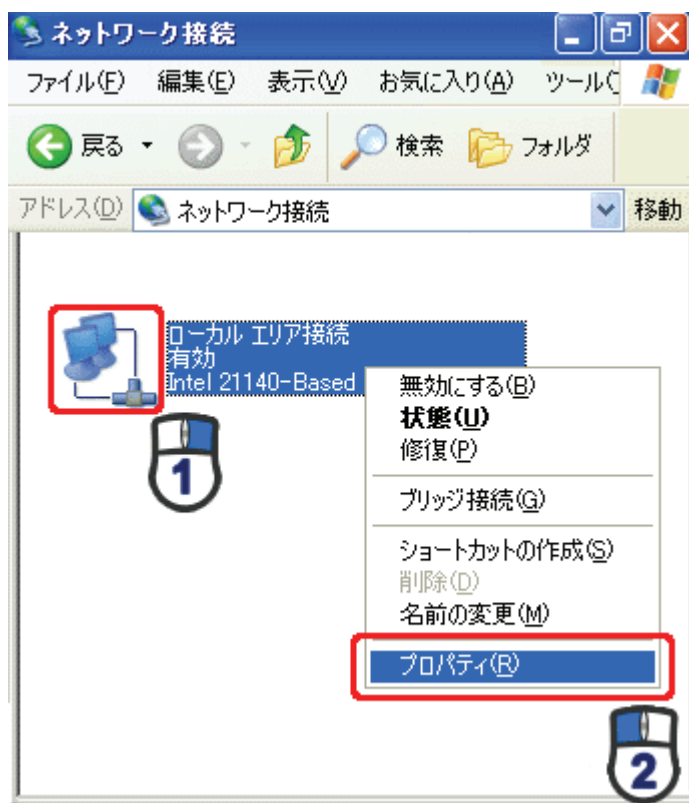 ネットワーク接続
ファイル(F) 編集(E) 表示(V) お気に入り(A) ツール(
戻る 検索 フォルダ
アドレス(D) ネットワーク接続 移動
ローカル エリア接続
有効
Intel 21140-Based
無効にする(B)
状態(U)
修復(P)
ブリッジ接続(G)
ショートカットの作成(S)
削除(D)
名前の変更(M)
プロパティ(R)
1
2